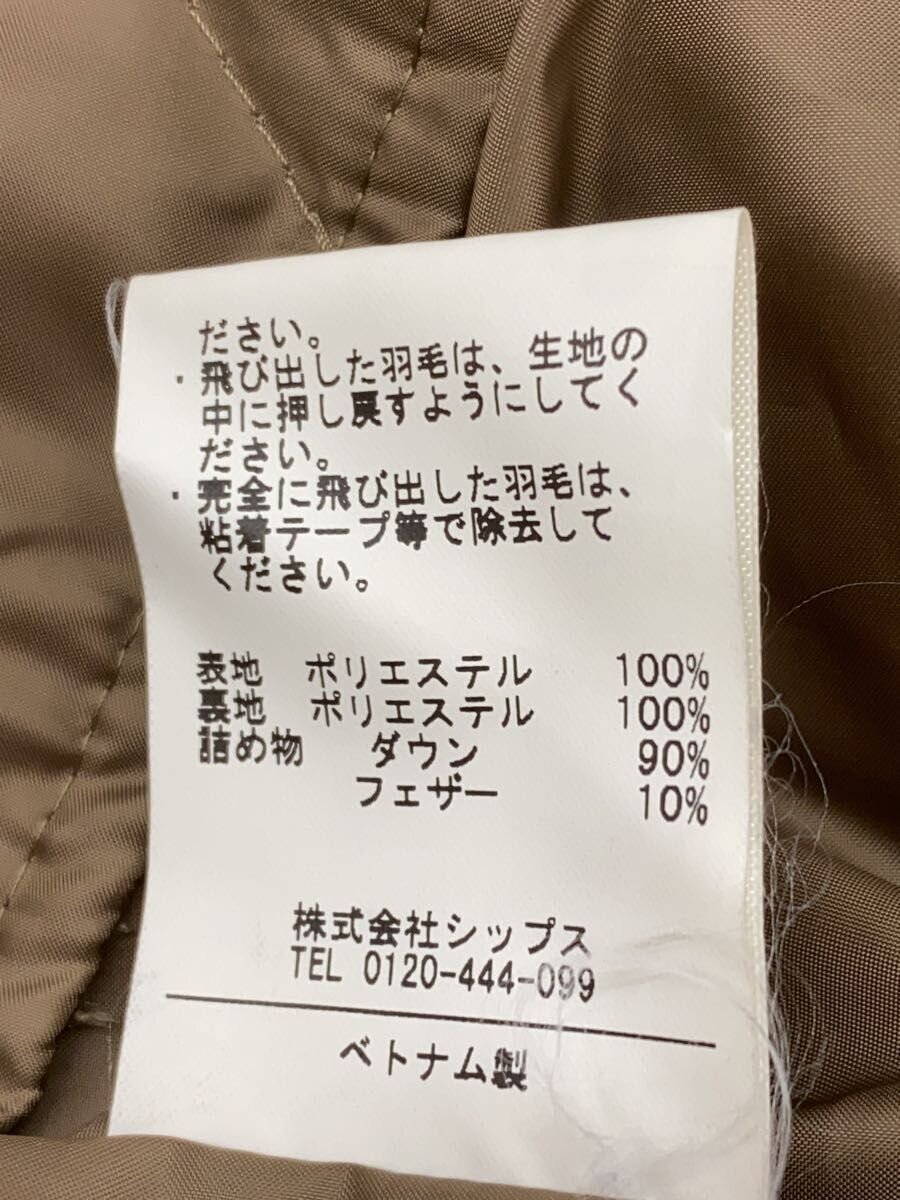 ださい。
・飛び出した羽毛は、生地の
中に押し戻すようにしてく
ださい。
・完全に飛び出した羽毛は、
粘着テープ等で除去して
ください。
表地 ポリエステル 100%
裏地 ポリエステル 100%
詰め物 ダウン 90%
フェザー 10%
株式会社シップス
TEL 0120-444-099
ベトナム製